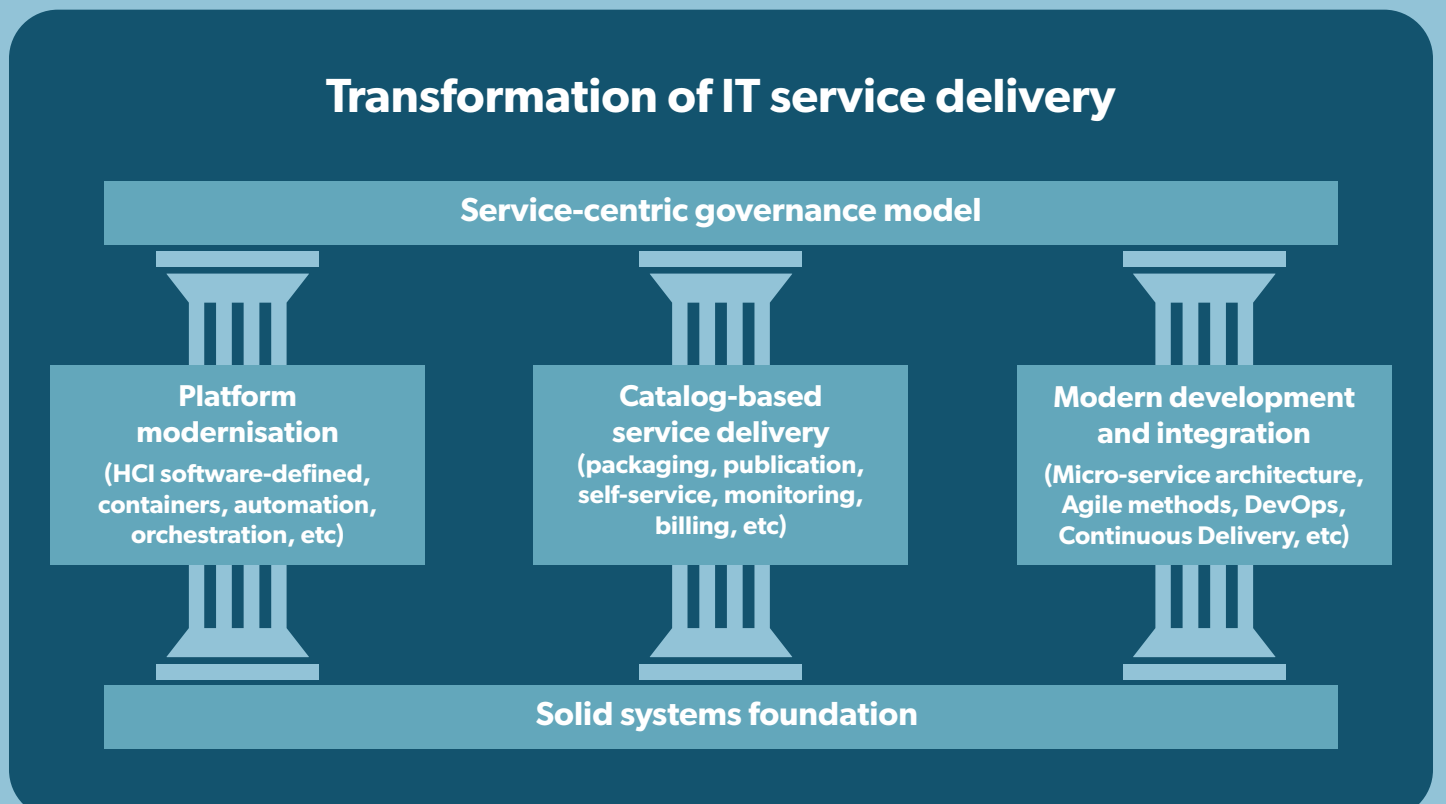 Transformation of IT service delivery
Service-centric governance model
Platform
modernisation
(HCI software-defined,
containers, automation,
orchestration, etc)
Catalog-based
service delivery
(packaging, publication,
self-service, monitoring,
billing, etc)
Modern development
and integration
(Micro-service architecture,
Agile methods, DevOps,
Continuous Delivery, etc)
Solid systems foundation